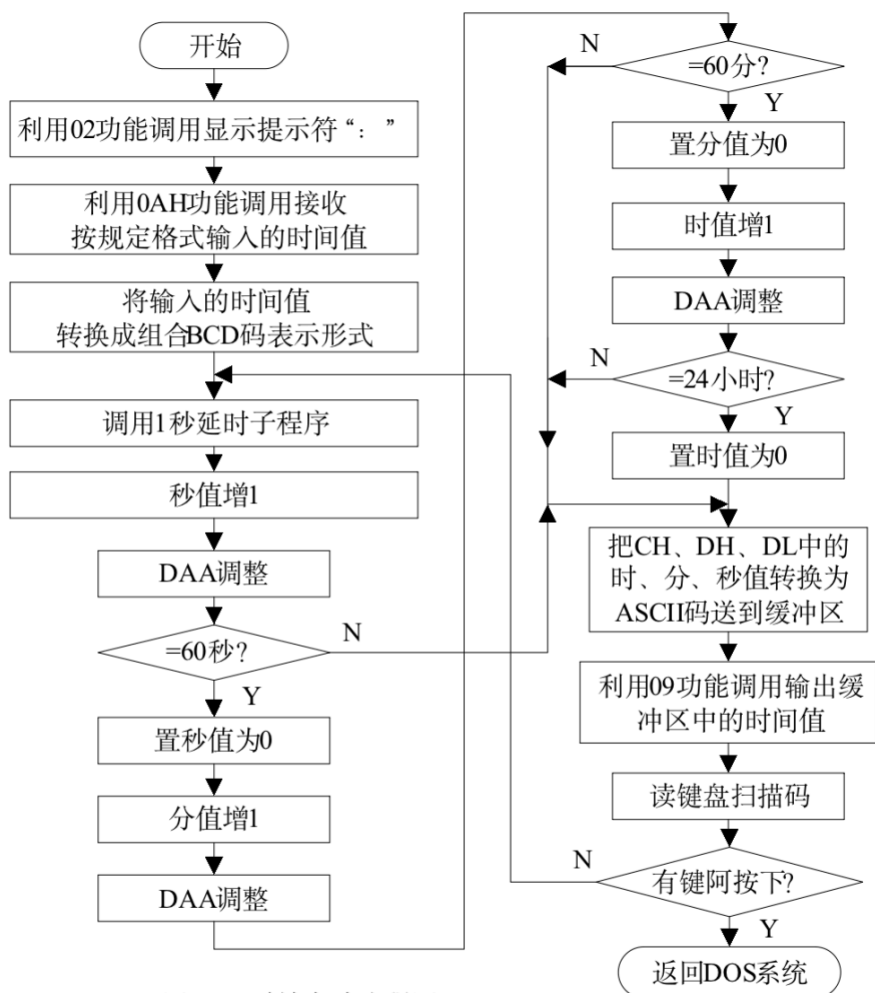 开始
利用02功能调用显示提示符“：”
利用0AH功能调用接收
按规定格式输入的时间值
将输入的时间值
转换成组合BCD码表示形式
调用1秒延时子程序
秒值增1
DAA调整
=60秒?
N
Y
置秒值为0
分值增1
DAA调整
=60分?
N
Y
置分值为0
时值增1
DAA调整
=24小时?
N
Y
置时值为0
把CH、DH、DL中的
时、分、秒值转换为
ASCII码送到缓冲区
利用09功能调用输出缓
冲区中的时间值
读键盘扫描码
有键阿按下?
N
Y
返回DOS系统